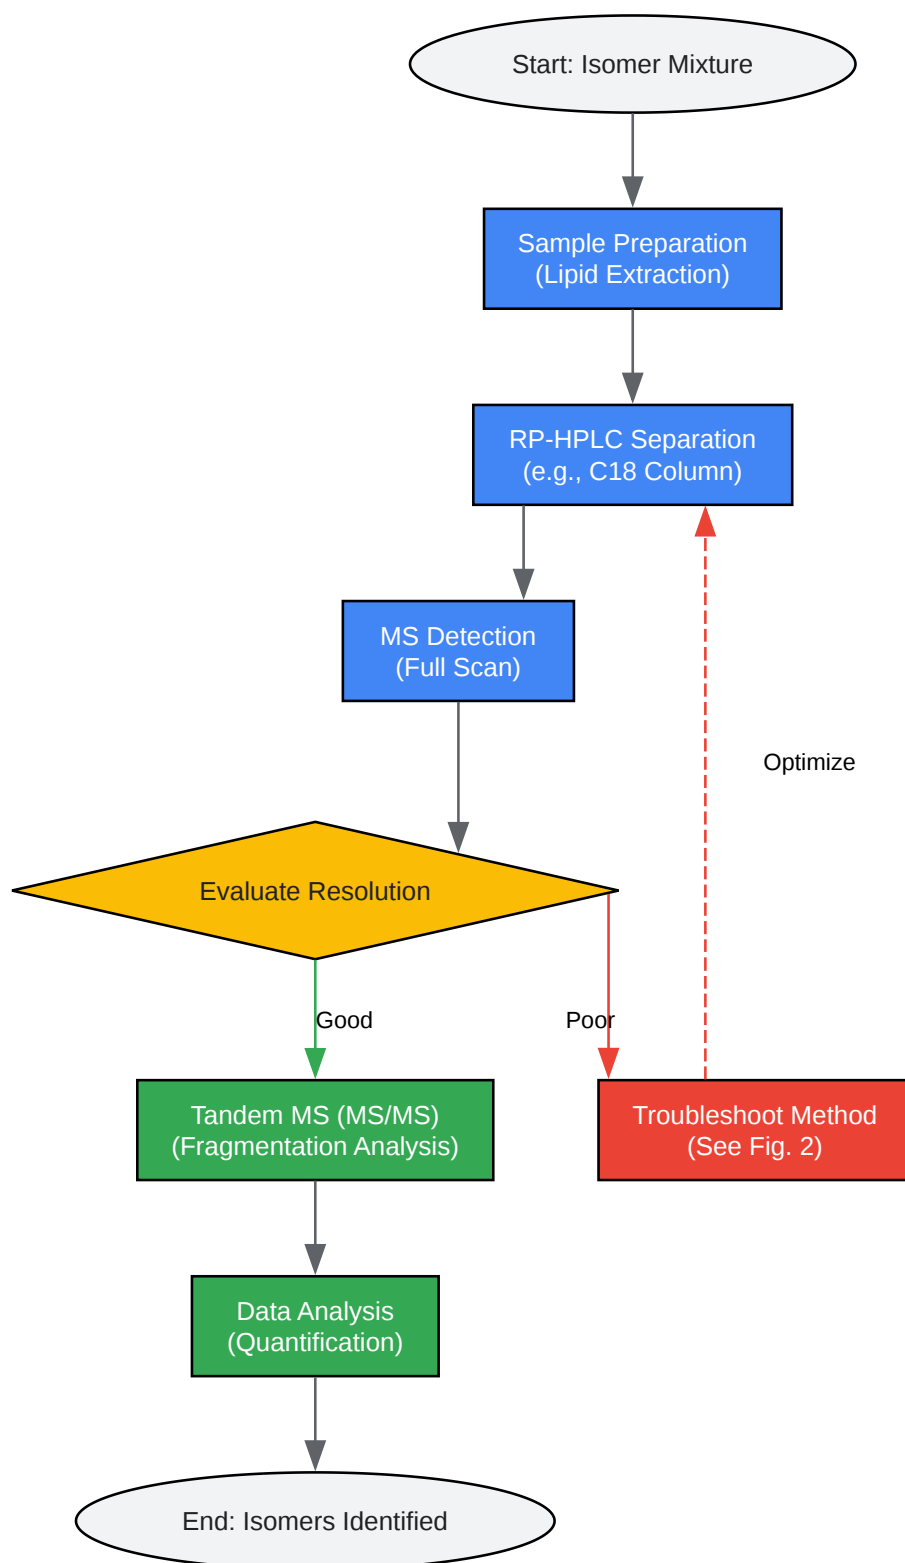 Start: Isomer Mixture
Sample Preparation
(Lipid Extraction)
RP-HPLC Separation
(e.g., C18 Column)
MS Detection
(Full Scan)
Optimize
Evaluate Resolution
Good
Poor
Tandem MS (MS/MS)
(Fragmentation Analysis)
Troubleshoot Method
(See Fig. 2)
Data Analysis
(Quantification)
End: Isomers Identified